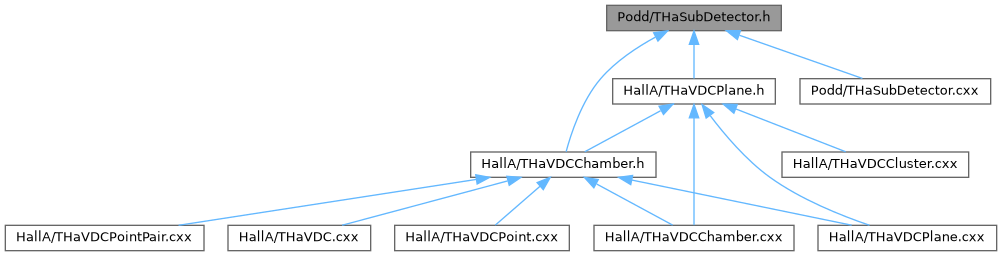 Podd/THaSubDetector.h
HallA/THaVDCPlane.h
Podd/THaSubDetector.cxx
HallA/THaVDCChamber.h
HallA/THaVDCCluster.cxx
HallA/THaVDCPointPair.cxx
HallA/THaVDC.cxx
HallA/THaVDCPoint.cxx
HallA/THaVDCChamber.cxx
HallA/THaVDCPlane.cxx